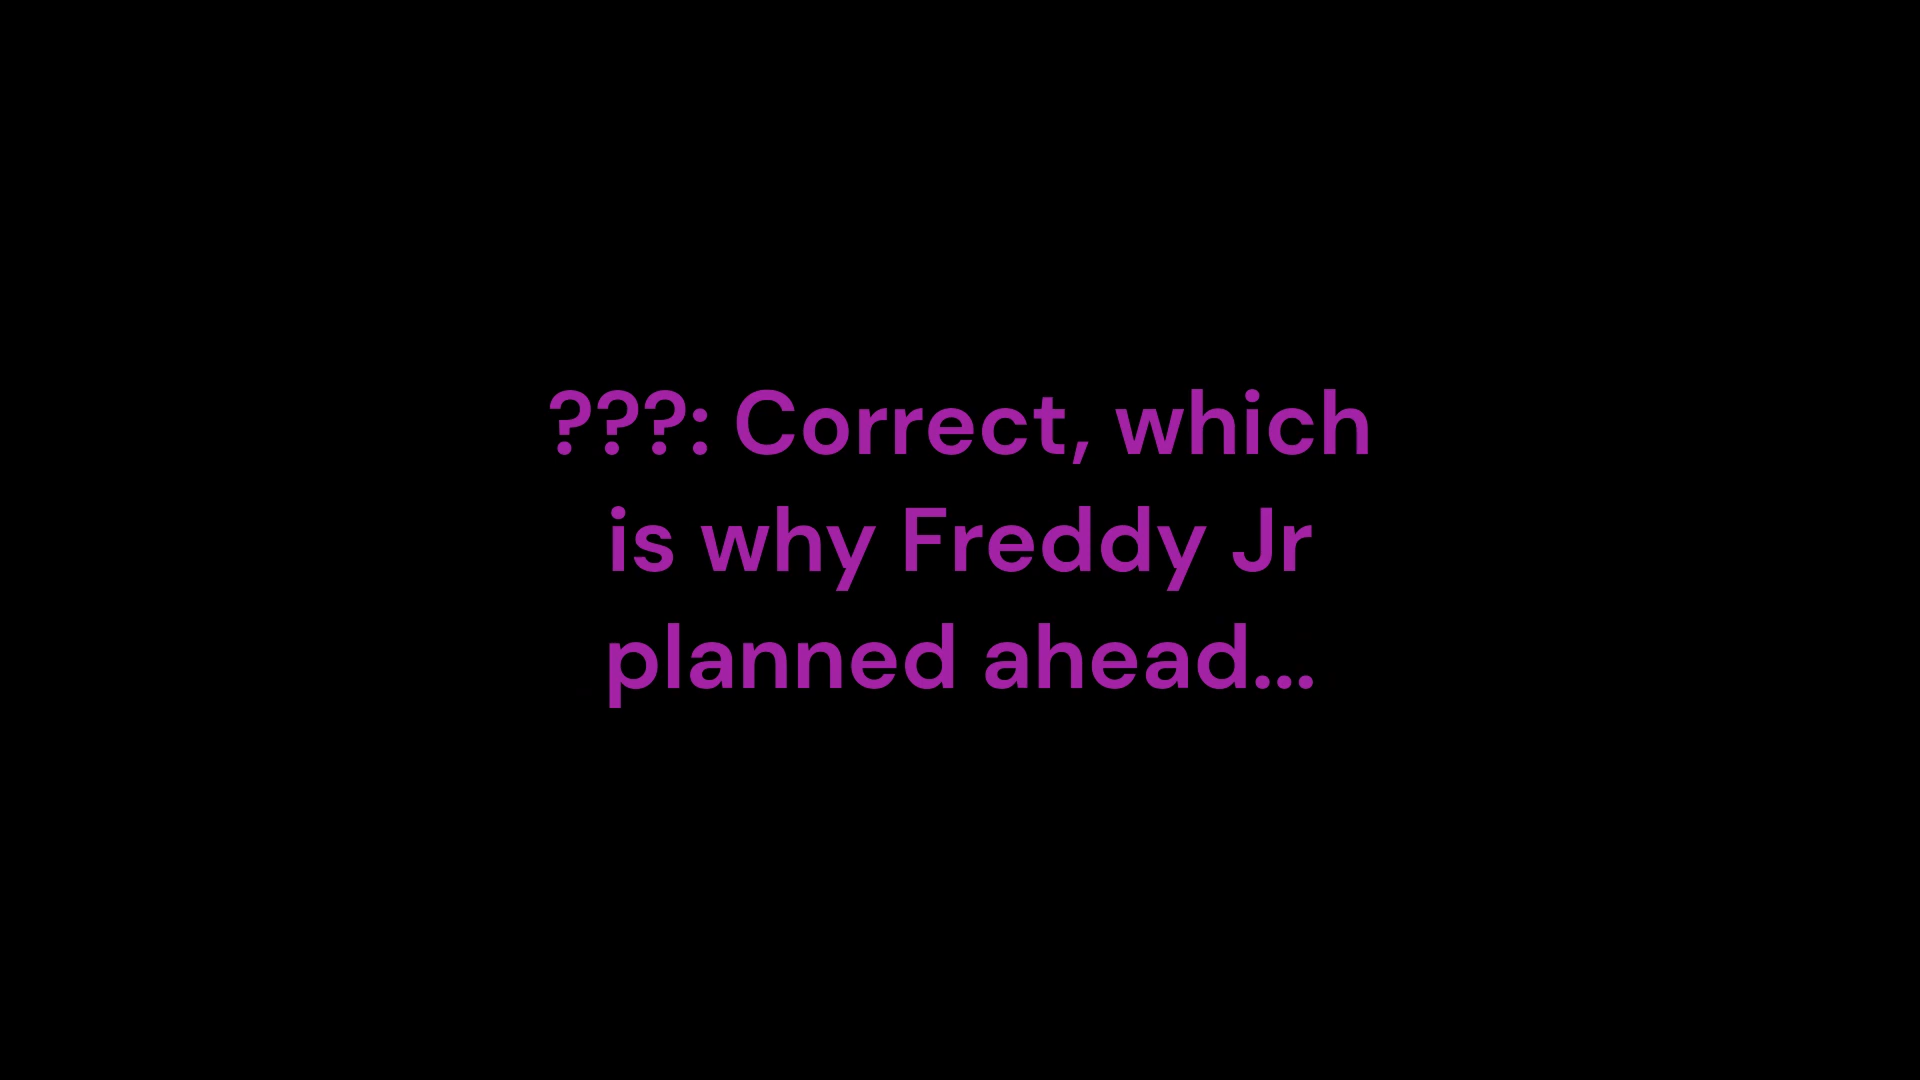 ???: Correct, which
is why Freddy Jr
planned ahead...